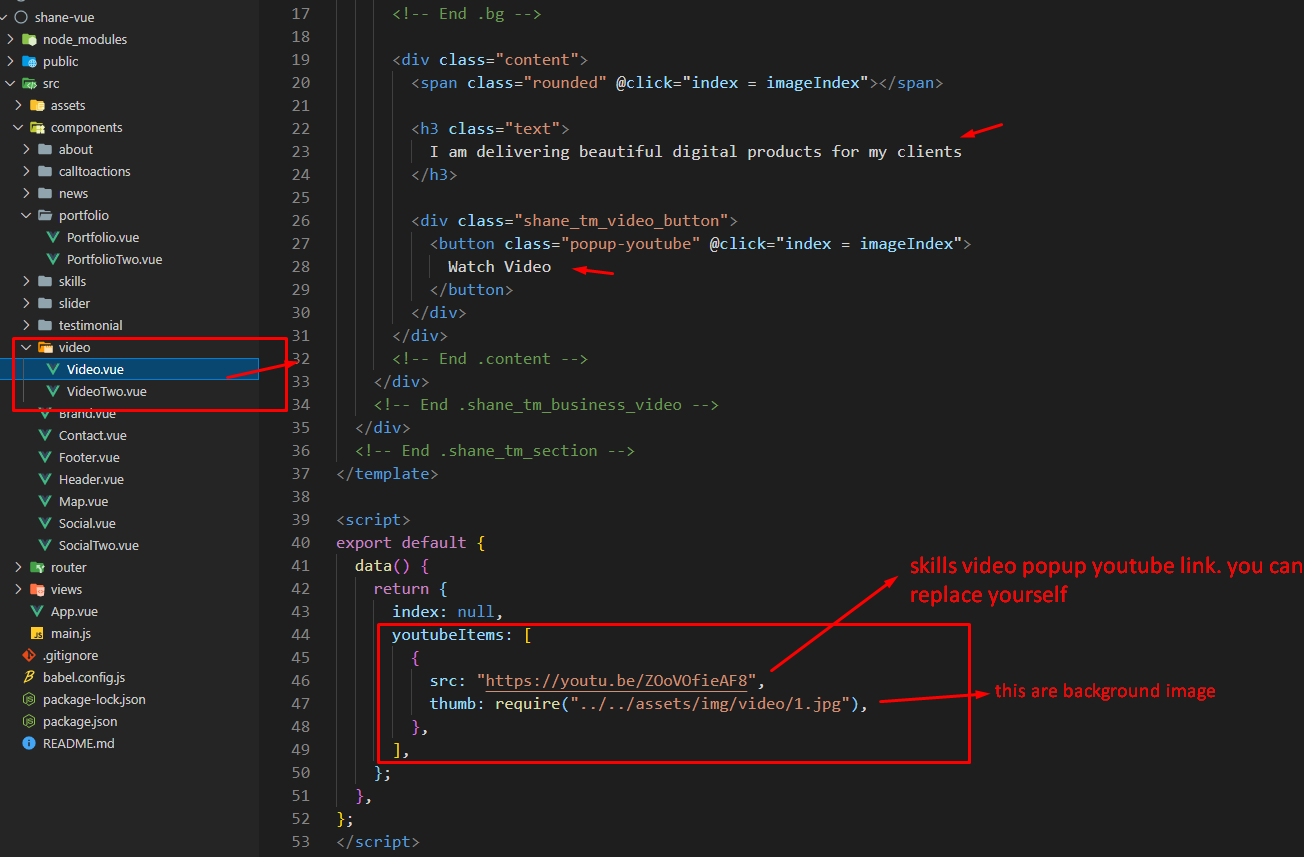 shane-vue
node_modules
public
src
assets
components
about
calltoactions
news
portfolio
Portfolio.vue
PortfolioTwo.vue
skills
slider
testimonial
video
Video.vue
VideoTwo.vue
Brand.vue
Contact.vue
Footer.vue
Header.vue
Map.vue
Social.vue
SocialTwo.vue
router
views
App.vue
main.js
.gitignore
babel.config.js
package-lock.json
package.json
README.md
17 <!-- End .bg -->
18
19 <div class="content">
20 <span class="rounded" @click="index = imageIndex"></span>
21
22 <h3 class="text">
23 I am delivering beautiful digital products for my clients
24 </h3>
25
26 <div class="shane_tm_video_button">
27 <button class="popup-youtube" @click="index = imageIndex">
28 Watch Video
29 </button>
30 </div>
31 </div>
32 <!-- End .content -->
33 </div>
34 <!-- End .shane_tm_business_video -->
35 </div>
36 <!-- End .shane_tm_section -->
37 </template>
38
39 <script>
40 export default {
41 data() {
42 return {
43 index: null,
44 youtubeItems: [
45 {
46 src: "https://youtu.be/ZOoVOfieAF8",
47 thumb: require("../../assets/img/video/1.jpg"),
48 },
49 ],
50 };
51 },
52 };
53 </script>
skills video popup youtube link. you can
replace yourself
this are background image